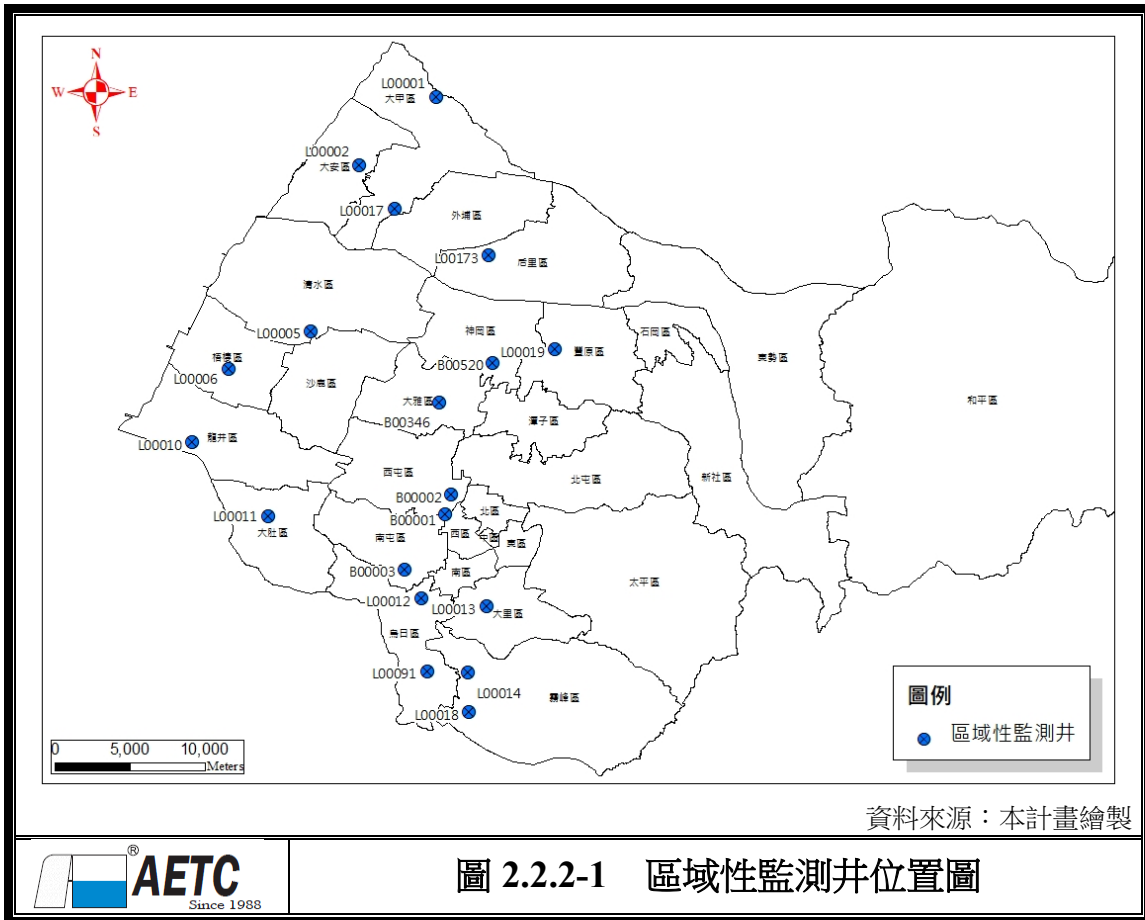 N
W
E
S
L00001
大甲區
L00002
大安區
L00017
外埔區
L00173
后里區
清水區
L00005
神岡區
石岡區
L00019
豐原區
東勢區
梧棲區
B00520
L00006
沙鹿區
和平區
大雅區
B00346
潭子區
L00010
龍井區
西屯區
北屯區
新社區
B00002
北區
L00011
B00001
大肚區
南屯區
西區
中區
東區
B00003
南區
太平區
L00012
L00013
大里區
烏日區
L00091
L00014
霧峰區
L00018
圖例
區域性監測井
0 5,000 10,000
Meters
資料來源：本計畫繪製
® AETC
Since 1988
圖 2.2.2-1 區域性監測井位置圖